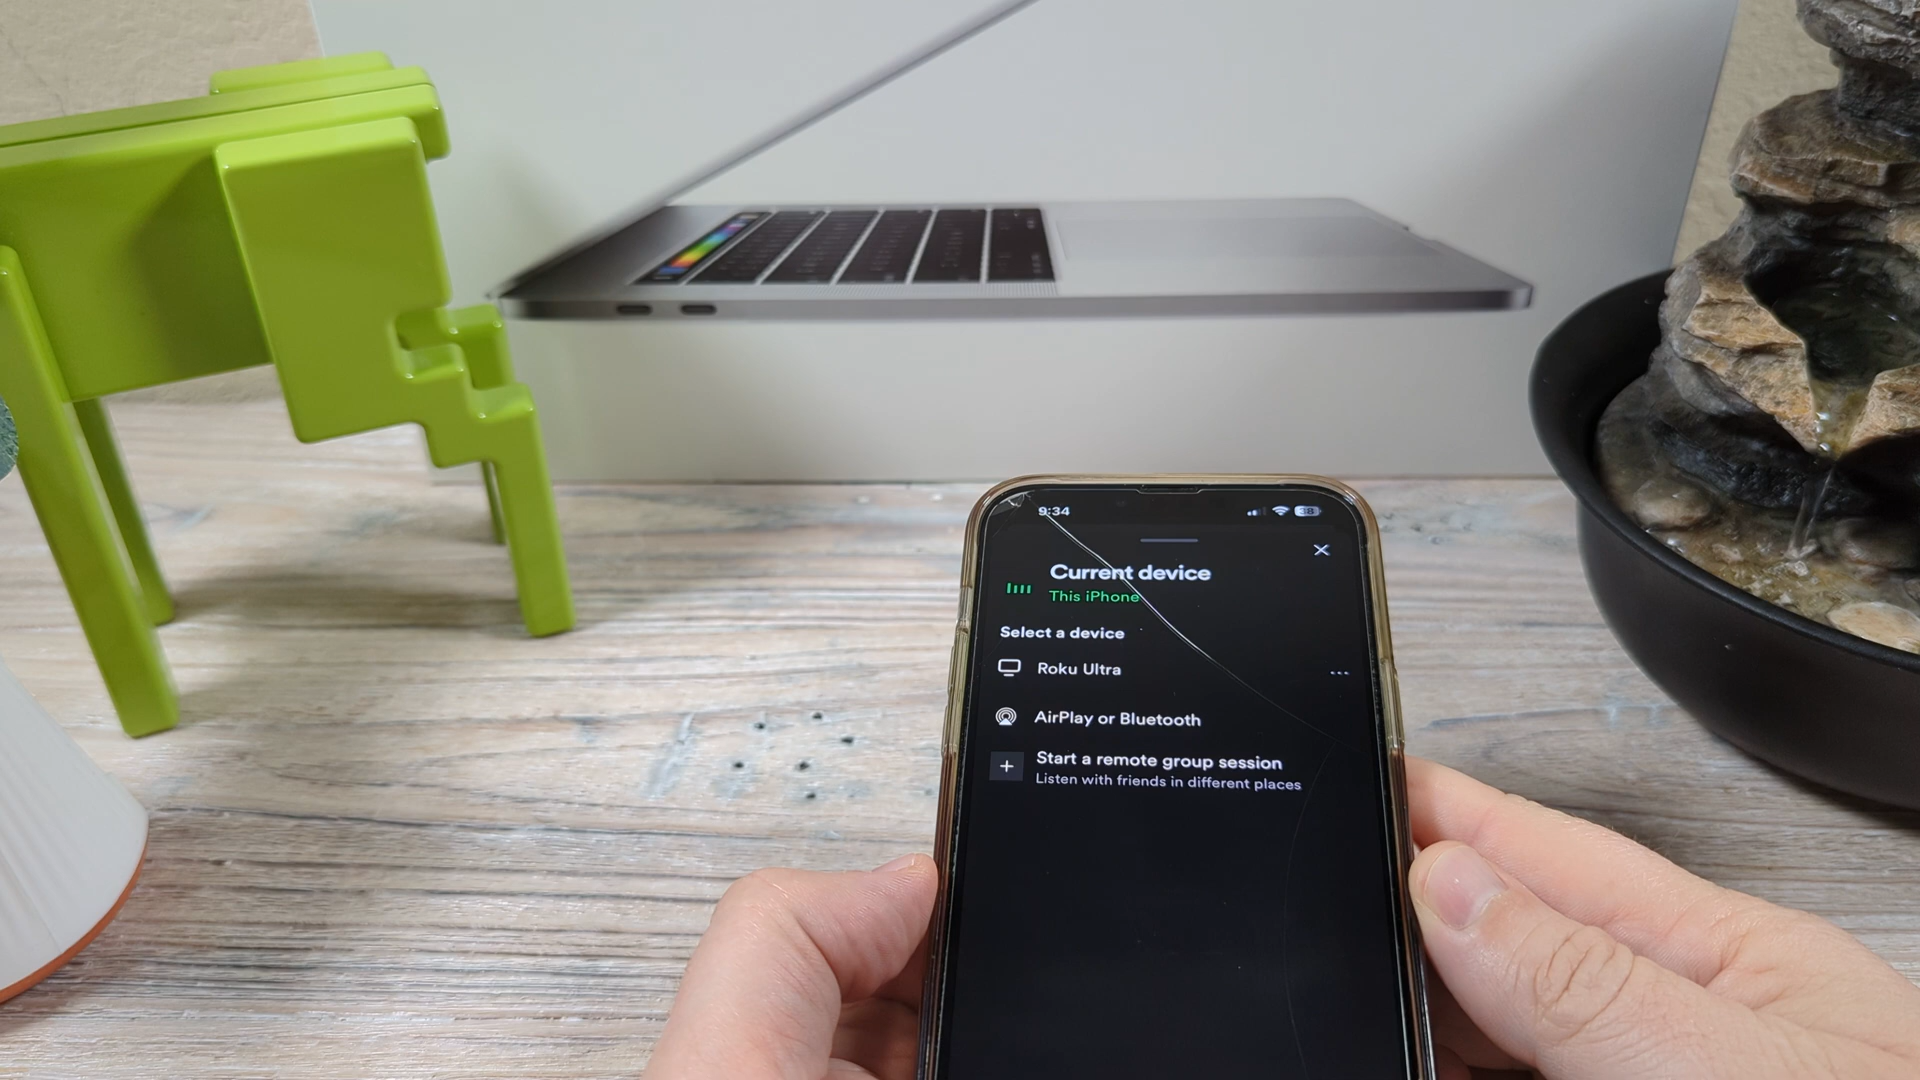 9:34
38
Current device
This iPhone
Select a device
Roku Ultra
AirPlay or Bluetooth
Start a remote group session
Listen with friends in different places